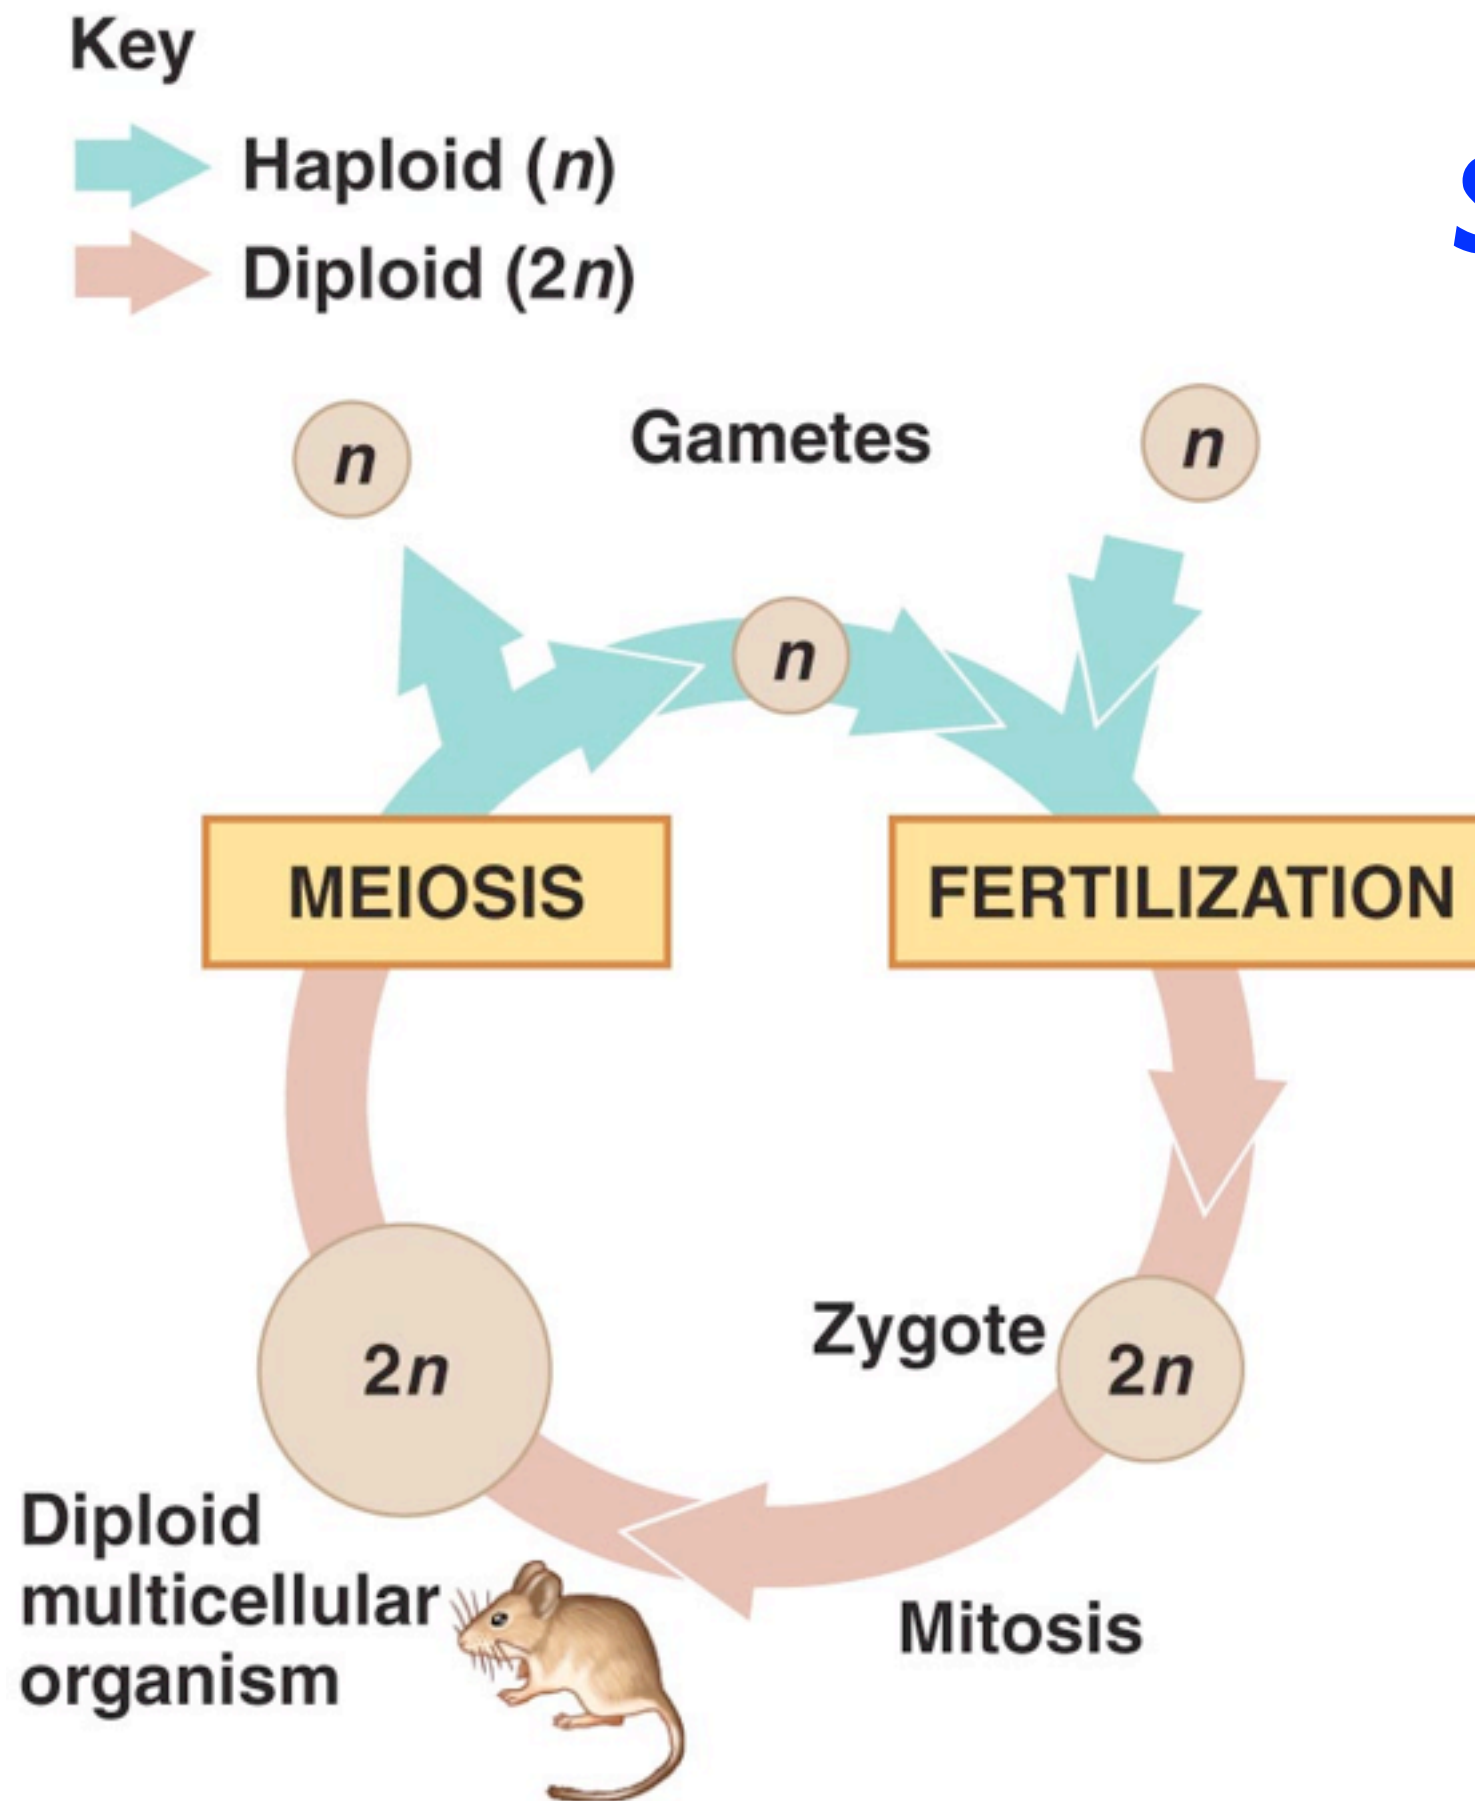 Key
Haploid (n)
Diploid (2n)
n
Gametes
n
n
MEIOSIS
FERTILIZATION
2n
Zygote
2n
Diploid
multicellular
organism
Mitosis